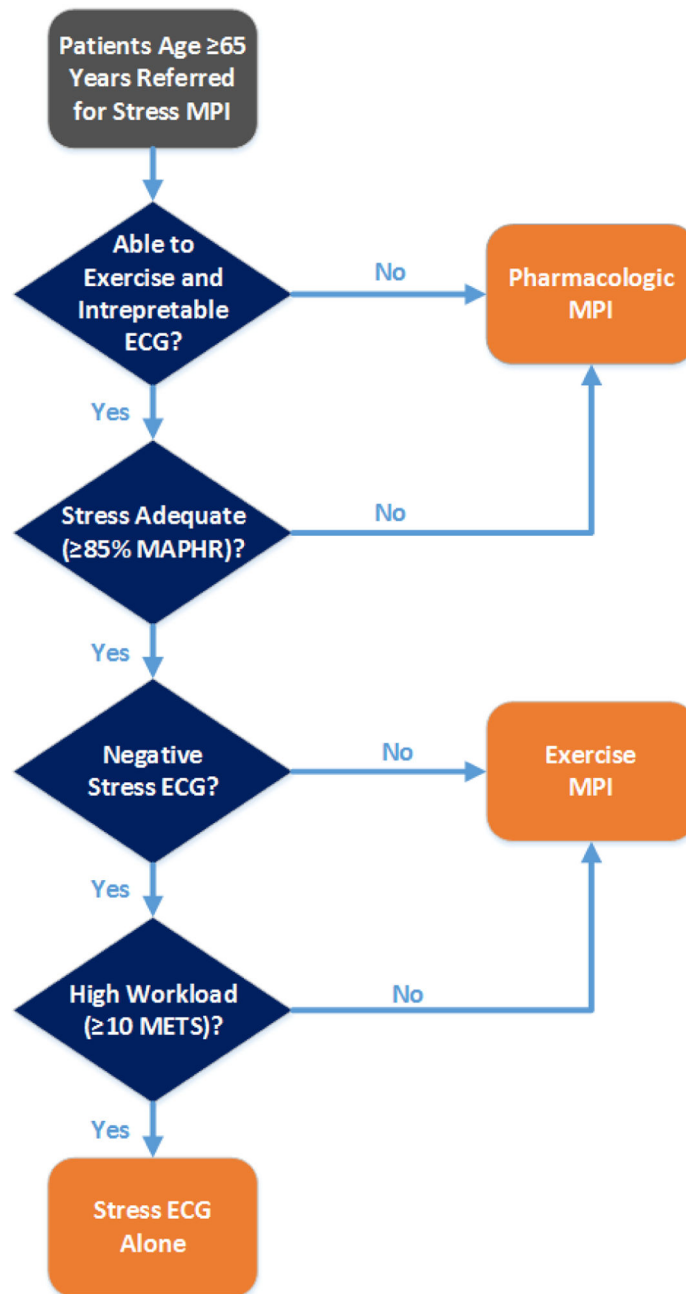 Patients Age ≥65
Years Referred
for Stress MPI
Able to
Exercise and
Intrepretable
ECG?
No
Pharmacologic
MPI
Yes
Stress Adequate
(≥85% MAPHR)?
No
Yes
Negative
Stress ECG?
No
Exercise
MPI
Yes
High Workload
(≥10 METS)?
No
Yes
Stress ECG
Alone